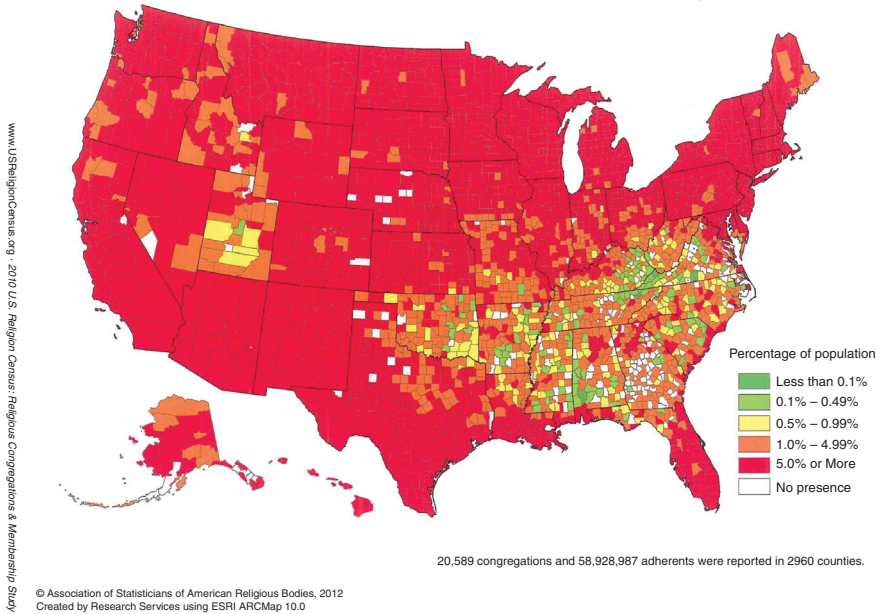 www.USReligionCensus.org · 2010 U.S. Religion Census: Religious Congregations & Membership Study
Percentage of population
Less than 0.1%
0.1% – 0.49%
0.5% – 0.99%
1.0% – 4.99%
5.0% or More
No presence
20,589 congregations and 58,928,987 adherents were reported in 2960 counties.
© Association of Statisticians of American Religious Bodies, 2012
Created by Research Services using ESRI ARCMap 10.0